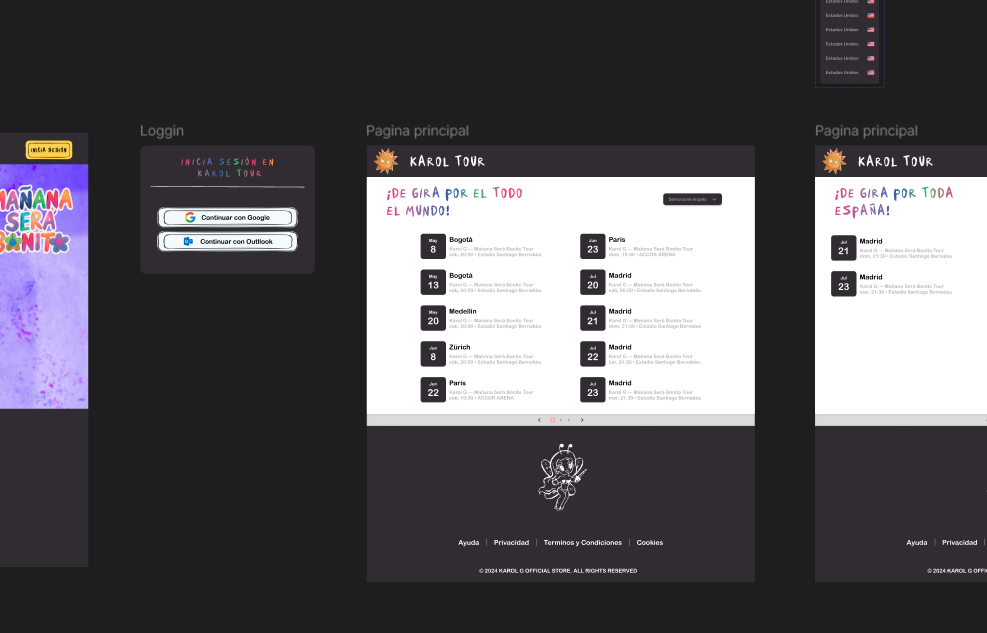 Estados Unidos
Estados Unidos
Estados Unidos
Estados Unidos
Estados Unidos
Estados Unidos
INICIA SESIÓN
MAÑANA
SERÁ
BONITO
Loggin
INICIA SESIÓN EN
KAROL TOUR
Continuar con Google
Continuar con Outllook
Pagina principal
KAROL TOUR
¡DE GIRA POR EL TODO
EL MUNDO!
Seleccione el país
May
8
Bogotá
Karol G — Mañana Será Bonito Tour
sáb, 20:30 • Estadio Santiago Bernabéu
May
13
Bogotá
Karol G — Mañana Será Bonito Tour
sáb, 20:00 • Estadio Santiago Bernabéu
May
20
Medellin
Karol G — Mañana Será Bonito Tour
sáb, 20:00 • Estadio Santiago Bernabéu
Jun
8
Zürich
Karol G — Mañana Será Bonito Tour
sáb, 20:00 • Estadio Santiago Bernabéu
Jun
22
París
Karol G — Mañana Será Bonito Tour
sáb, 19:30 • ACCOR ARENA
Jun
23
París
Karol G — Mañana Será Bonito Tour
dom, 19:30 • ACCOR ARENA
Jul
20
Madrid
Karol G — Mañana Será Bonito Tour
sáb, 20:00 • Estadio Santiago Bernabéu
Jul
21
Madrid
Karol G — Mañana Será Bonito Tour
dom, 21:30 • Estadio Santiago Bernabéu
Jul
22
Madrid
Karol G — Mañana Será Bonito Tour
lun, 21:30 • Estadio Santiago Bernabéu
Jul
23
Madrid
Karol G — Mañana Será Bonito Tour
mar, 21:30 • Estadio Santiago Bernabéu
Ayuda | Privacidad | Terminos y Condiciones | Cookies
© 2024 KAROL G OFFICIAL STORE. ALL RIGHTS RESERVED
Pagina principal
KAROL TOUR
¡DE GIRA POR TODA
ESPAÑA!
Jul
21
Madrid
Karol G — Mañana Será Bonito Tour
dom, 21:30 • Estadio Santiago Bernabéu
Jul
23
Madrid
Karol G — Mañana Será Bonito Tour
mar, 21:30 • Estadio Santiago Bernabéu
Ayuda | Privacidad |
© 2024 KAROL G OFFIC